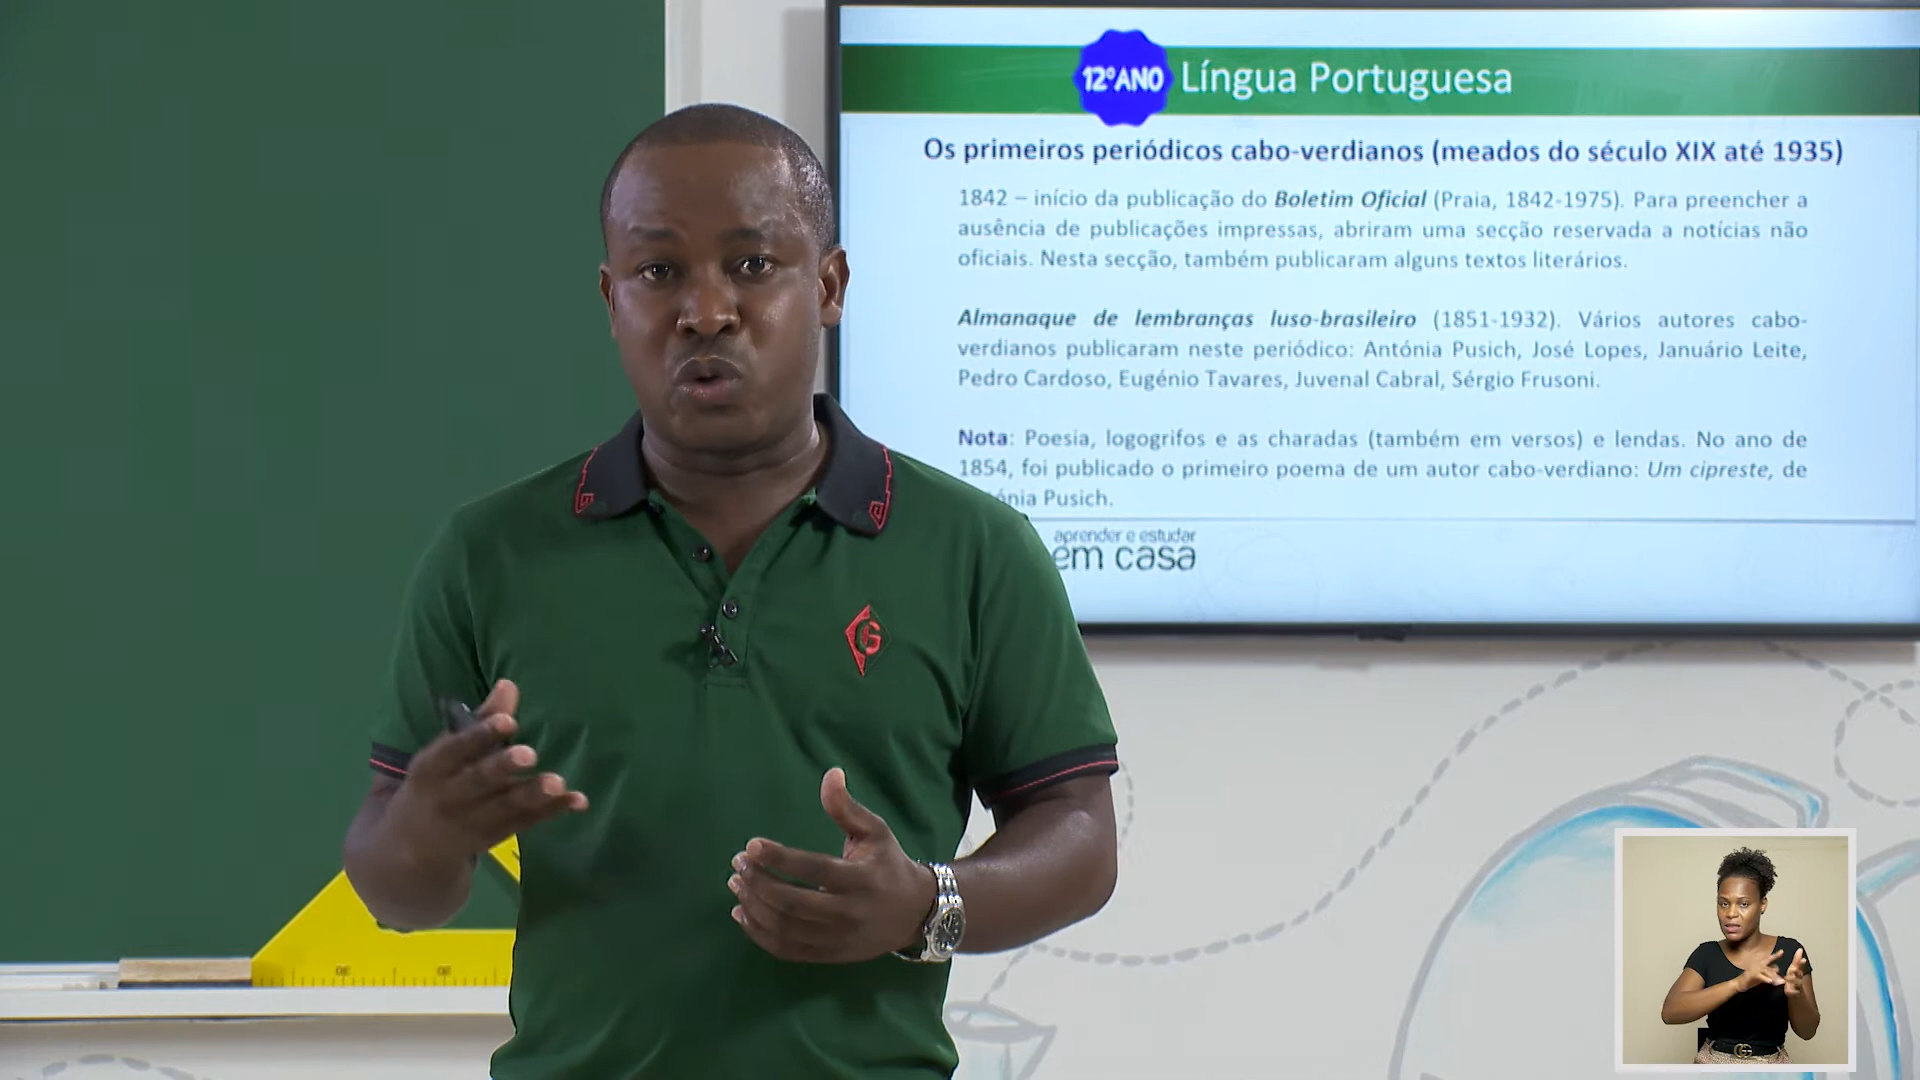 12ºANO Língua Portuguesa
Os primeiros periódicos cabo-verdianos (meados do século XIX até 1935)
1842 – início da publicação do Boletim Oficial (Praia, 1842-1975). Para preencher a
ausência de publicações impressas, abriram uma secção reservada a notícias não
oficiais. Nesta secção, também publicaram alguns textos literários.
Almanaque de lembranças luso-brasileiro (1851-1932). Vários autores cabo-
verdianos publicaram neste periódico: Antónia Pusich, José Lopes, Januário Leite,
Pedro Cardoso, Eugénio Tavares, Juvenal Cabral, Sérgio Frusoni.
Nota: Poesia, logogrifos e as charadas (também em versos) e lendas. No ano de
1854, foi publicado o primeiro poema de um autor cabo-verdiano: Um cipreste, de
ónia Pusich.
aprender e estudar
em casa
G